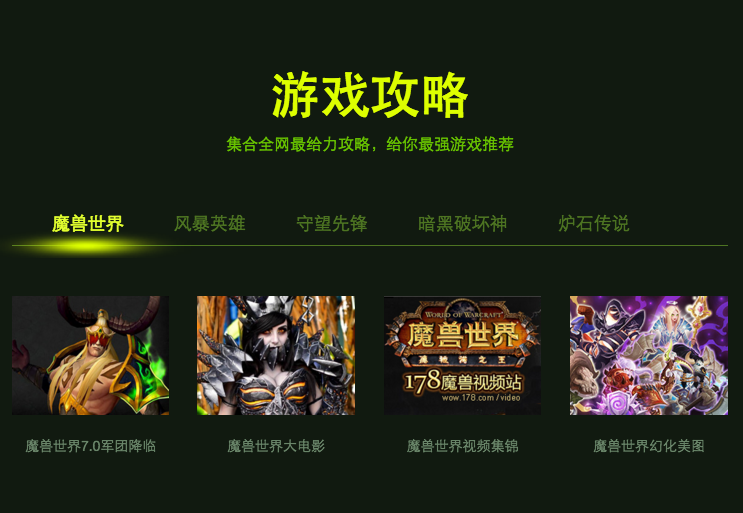 游戏攻略
集合全网最给力攻略，给你最强游戏推荐
魔兽世界 风暴英雄 守望先锋 暗黑破坏神 炉石传说
WORLD OF WARCRAFT
魔兽世界
巫妖王之王
178魔兽视频站
wow.178.com/video
魔兽世界7.0军团降临 魔兽世界大电影 魔兽世界视频集锦 魔兽世界幻化美图